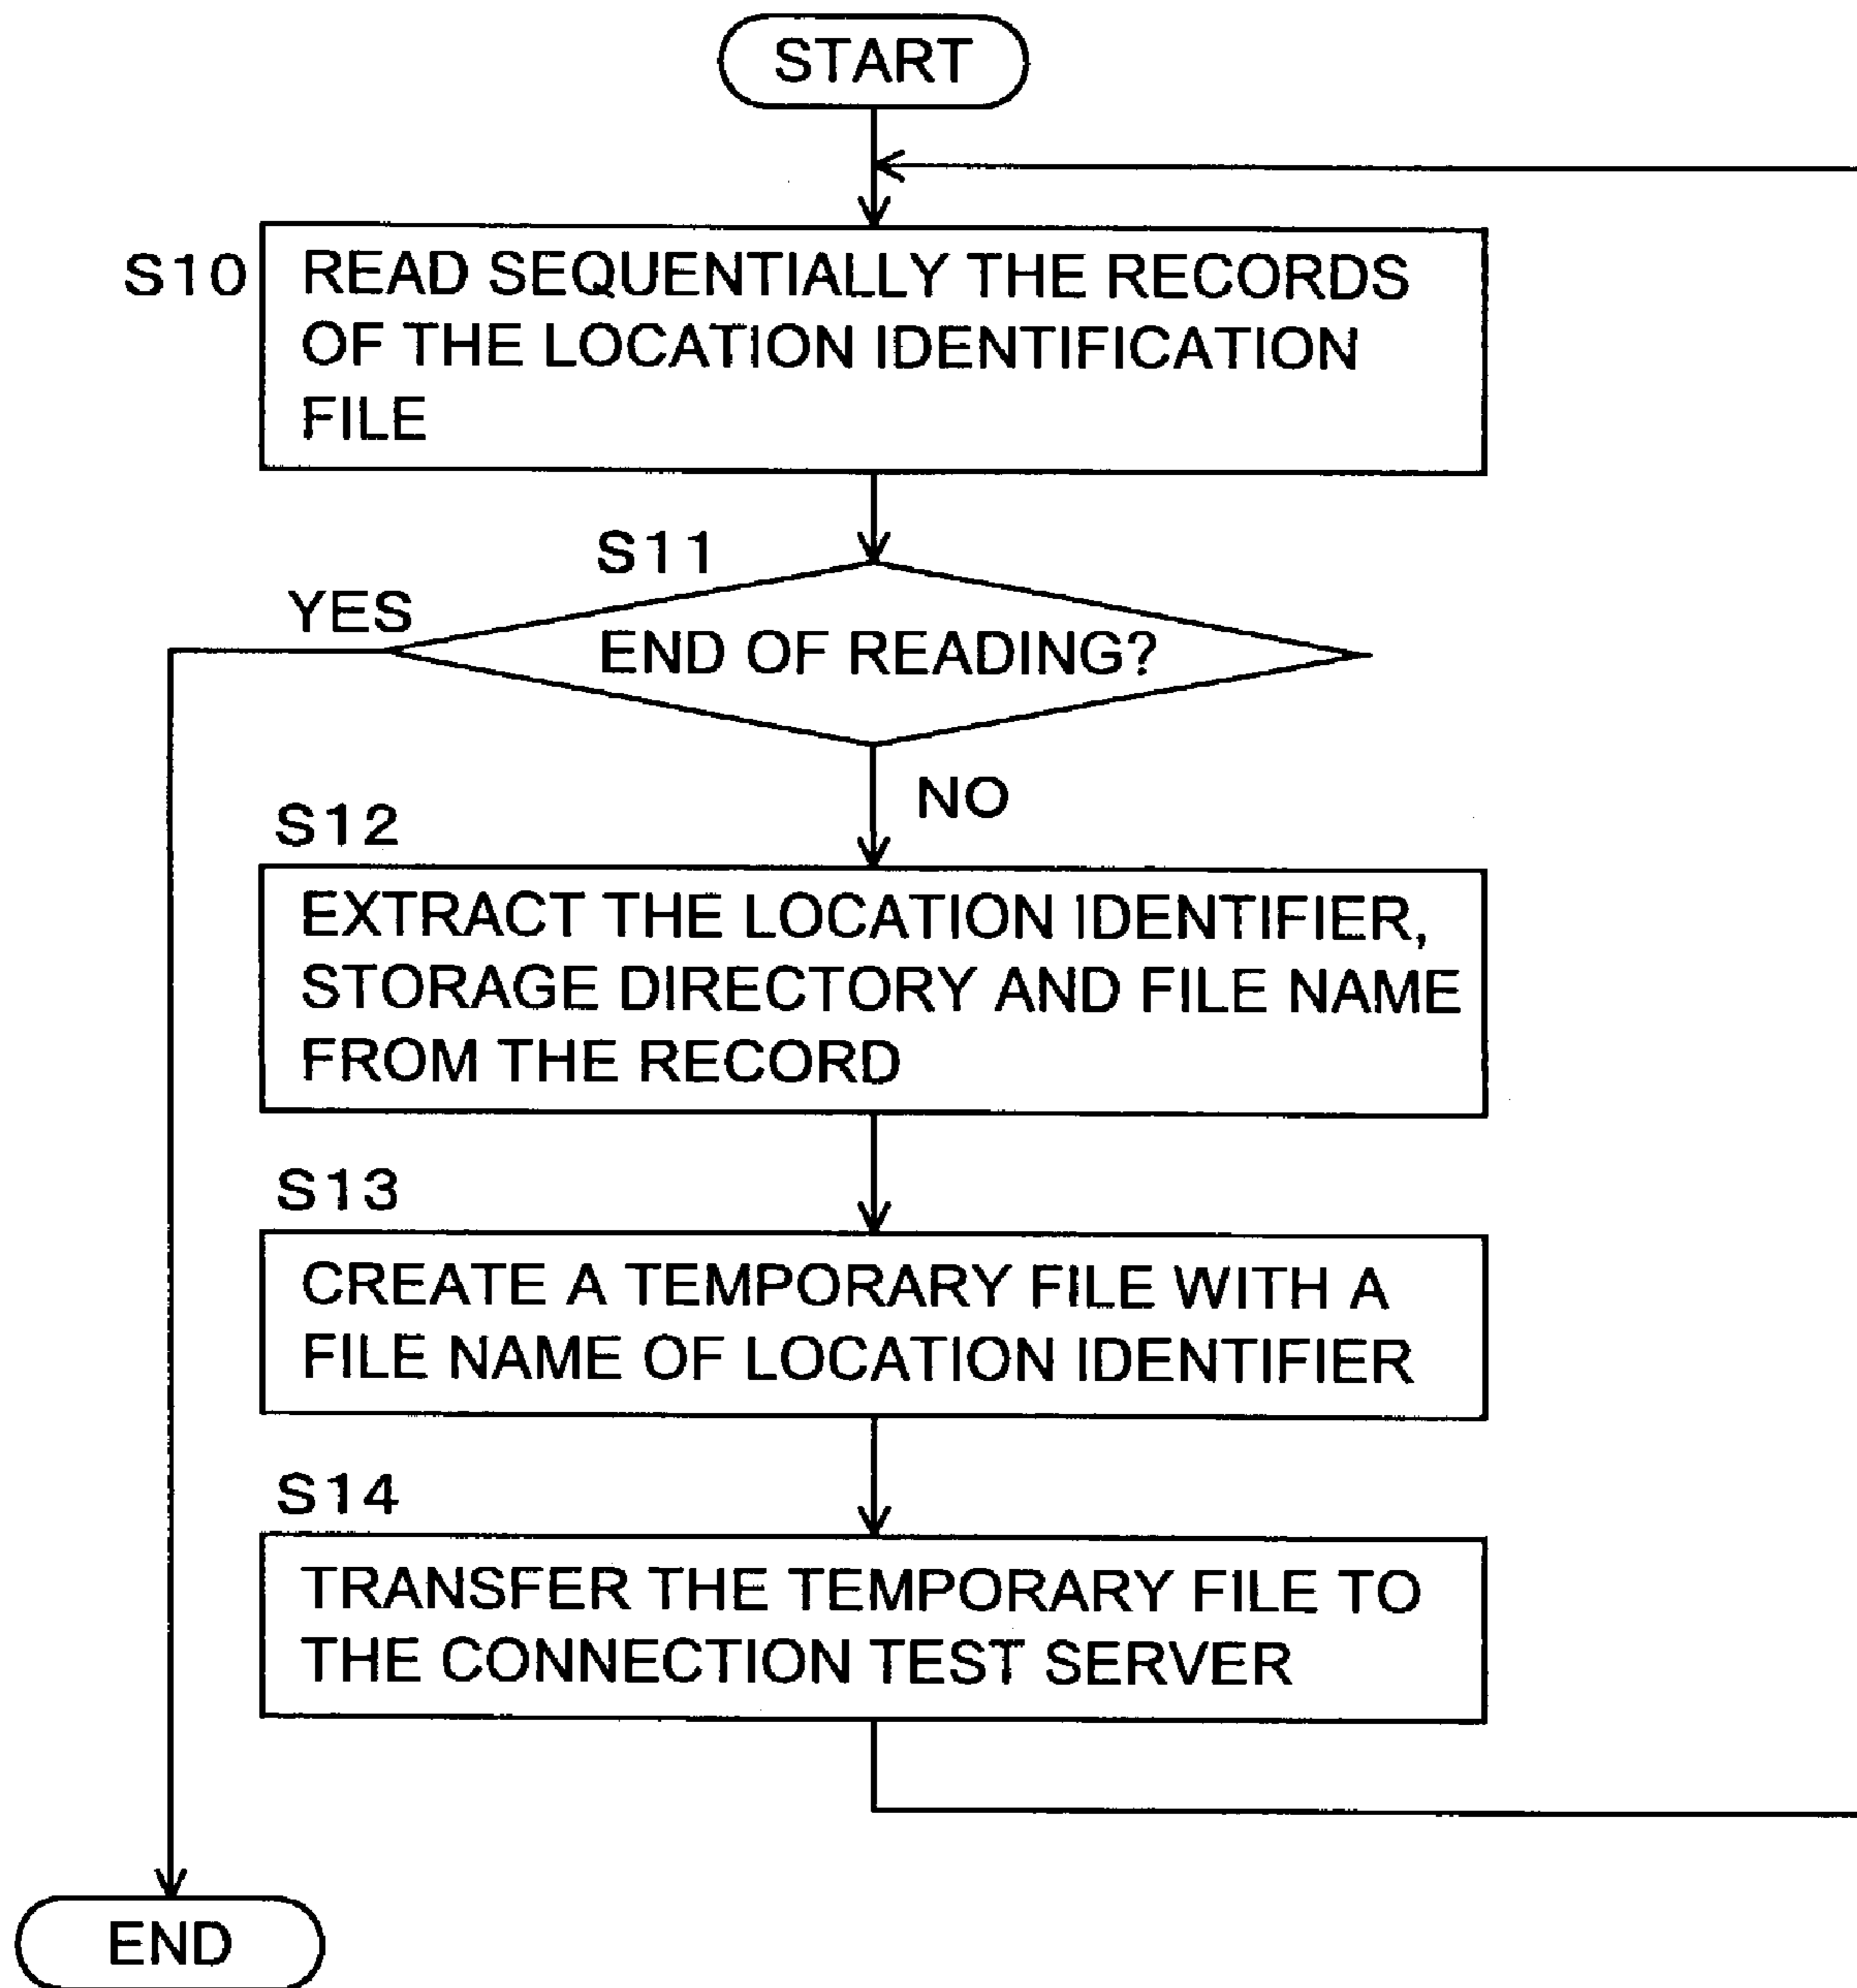 START
S10
READ SEQUENTIALLY THE RECORDS
OF THE LOCATION IDENTIFICATION
FILE
S11
YES
END OF READING?
NO
S12
EXTRACT THE LOCATION IDENTIFIER,
STORAGE DIRECTORY AND FILE NAME
FROM THE RECORD
S13
CREATE A TEMPORARY FILE WITH A
FILE NAME OF LOCATION IDENTIFIER
S14
TRANSFER THE TEMPORARY FILE TO
THE CONNECTION TEST SERVER
END